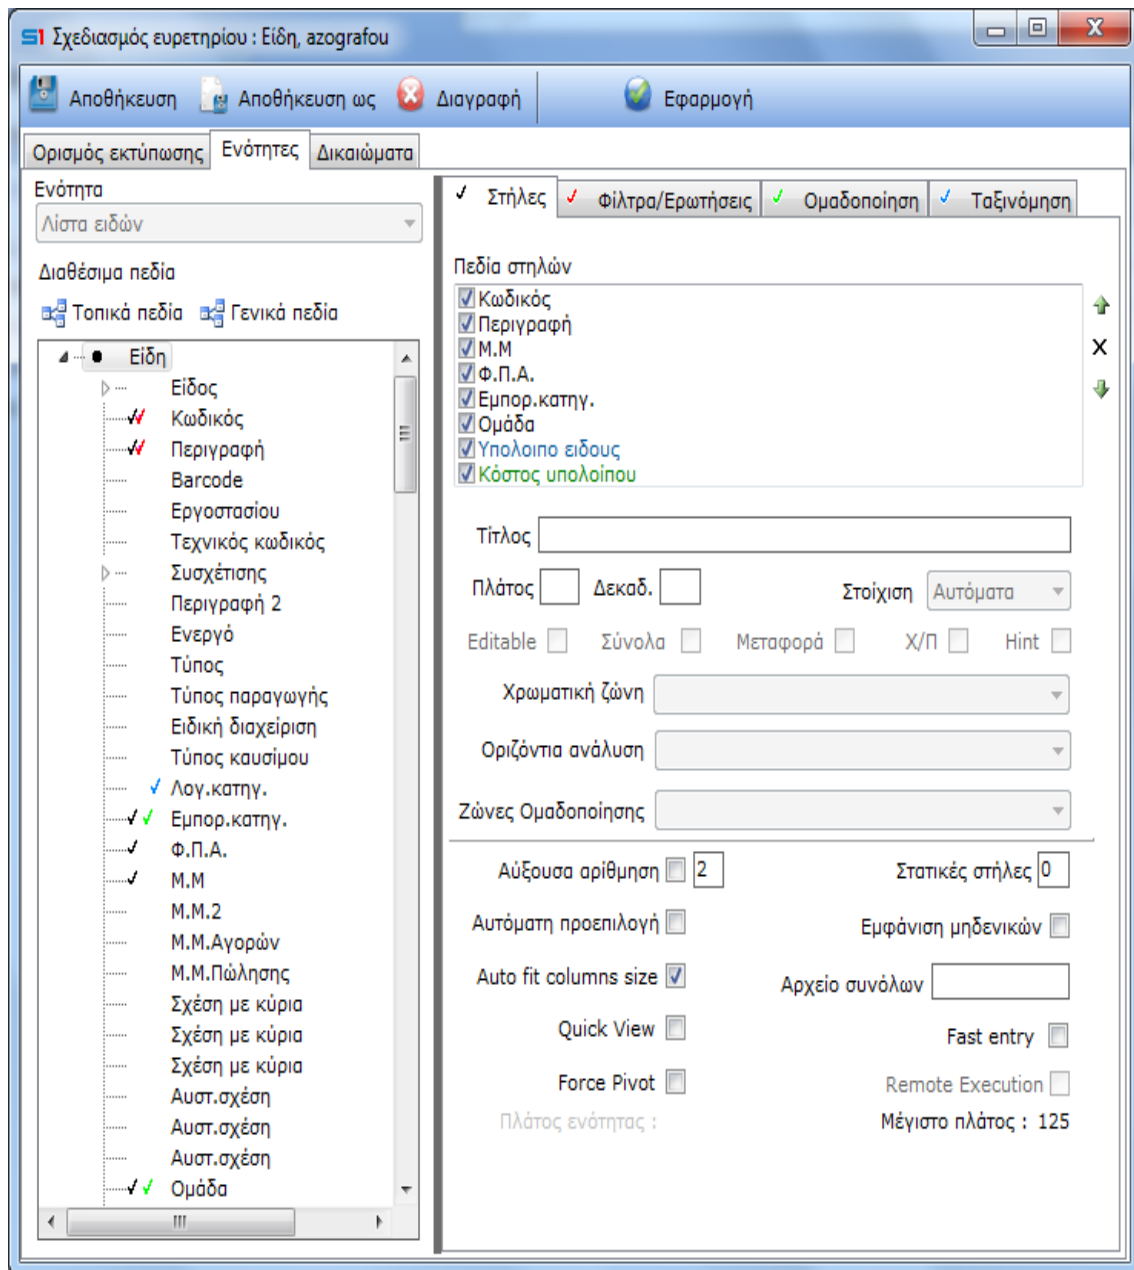 S1 Σχεδιασμός ευρετηρίου : Είδη, azografou
Αποθήκευση Αποθήκευση ως Διαγραφή Εφαρμογή
Ορισμός εκτύπωσης Ενότητες Δικαιώματα
Ενότητα
Λίστα ειδών
Διαθέσιμα πεδία
Τοπικά πεδία Γενικά πεδία
Είδη
Είδος
Κωδικός
Περιγραφή
Barcode
Εργοστασίου
Τεχνικός κωδικός
Συσχέτισης
Περιγραφή 2
Ενεργό
Τύπος
Τύπος παραγωγής
Ειδική διαχείριση
Τύπος καυσίμου
Λογ.κατηγ.
Εμπορ.κατηγ.
Φ.Π.Α.
Μ.Μ
Μ.Μ.2
Μ.Μ.Αγορών
Μ.Μ.Πώλησης
Σχέση με κύρια
Σχέση με κύρια
Σχέση με κύρια
Αυστ.σχέση
Αυστ.σχέση
Αυστ.σχέση
Ομάδα
Στήλες Φίλτρα/Ερωτήσεις Ομαδοποίηση Ταξινόμηση
Πεδία στηλών
Κωδικός
Περιγραφή
Μ.Μ
Φ.Π.Α.
Εμπορ.κατηγ.
Ομάδα
Υπολοιπο ειδους
Κόστος υπολοίπου
Τίτλος
Πλάτος Δεκαδ. Στοίχιση Αυτόματα
Editable Σύνολα Μεταφορά Χ/Π Hint
Χρωματική ζώνη
Οριζόντια ανάλυση
Ζώνες Ομαδοποίησης
Αύξουσα αρίθμηση 2 Στατικές στήλες 0
Αυτόματη προεπιλογή Εμφάνιση μηδενικών
Auto fit columns size Αρχείο συνόλων
Quick View Fast entry
Force Pivot Remote Execution
Πλάτος ενότητας : Μέγιστο πλάτος : 125